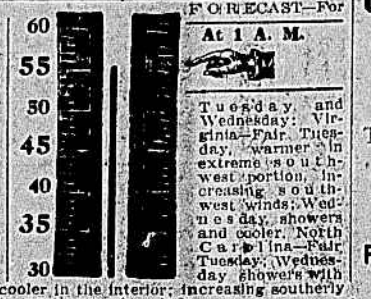 FORECAST—For
At 1 A. M.
60
55
50
45
40
35
30
Tuesday and
Wednesday: Vir-
ginia—Fair Tues-
day, warmer in
extreme south-
west portion, in-
creasing south-
west winds; Wed-
nesday, showers
and cooler. North
Carolina—Fair
Tuesday; Wednes-
day showers with
cooler in the interior; increasing southerly